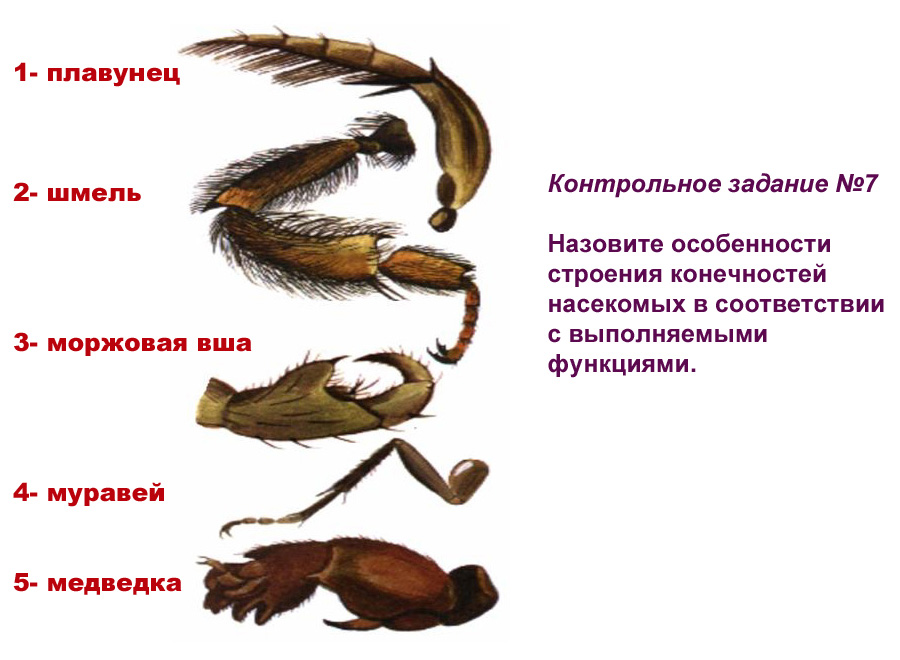 1- плавунец
2- шмель
3- моржовая вша
4- муравей
5- медведка
Контрольное задание №7
Назовите особенности
строения конечностей
насекомых в соответствии
с выполняемыми
функциями.